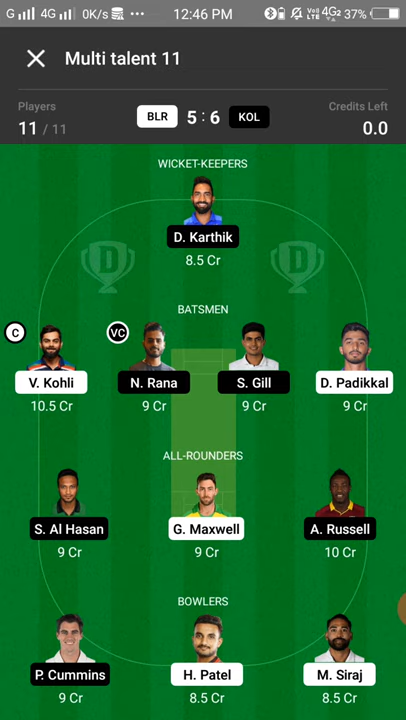 G 4G 0K/s ••• 12:46 PM VoLTE 4G2 37%
Multi talent 11
Players
11 / 11
BLR 5 : 6 KOL
Credits Left
0.0
WICKET-KEEPERS
D. Karthik
8.5 Cr
BATSMEN
C VC
V. Kohli N. Rana S. Gill D. Padikkal
10.5 Cr 9 Cr 9 Cr 9 Cr
ALL-ROUNDERS
S. Al Hasan G. Maxwell A. Russell
9 Cr 9 Cr 10 Cr
BOWLERS
P. Cummins H. Patel M. Siraj
9 Cr 8.5 Cr 8.5 Cr